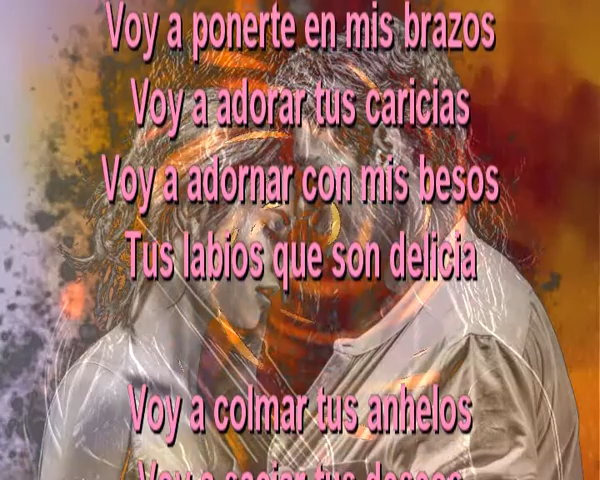 Voy a ponerte en mis brazos
Voy a adorar tus caricias
Voy a adornar con mis besos
Tus labios que son delicia
Voy a colmar tus anhelos
Voy a saciar tus deseos